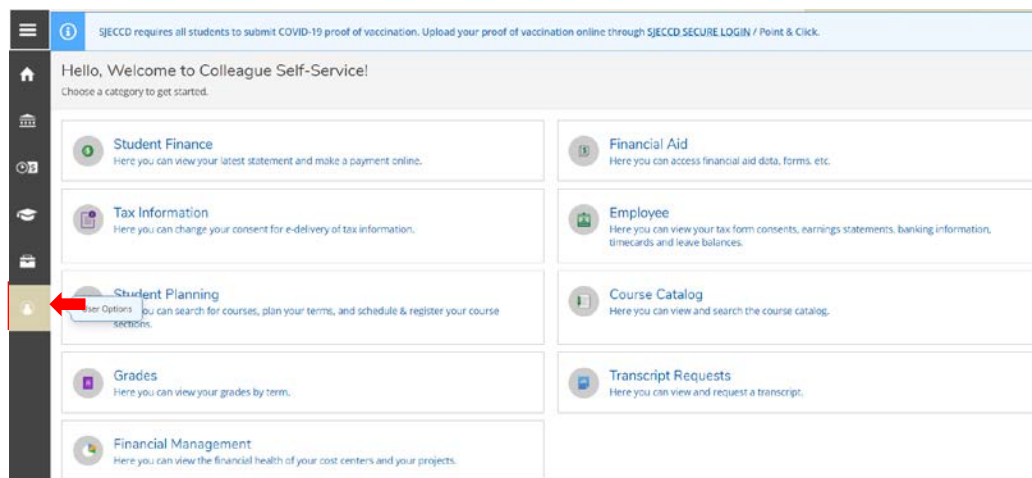 SJECCD requires all students to submit COVID-19 proof of vaccination. Upload your proof of vaccination online through SJECCD SECURE LOGIN / Point & Click.
Hello, Welcome to Colleague Self-Service!
Choose a category to get started.
Student Finance
Here you can view your latest statement and make a payment online.
Financial Aid
Here you can access financial aid data, forms, etc.
Tax Information
Here you can change your consent for e-delivery of tax information.
Employee
Here you can view your tax form consents, earnings statements, banking information,
timecards and leave balances.
Student Planning
User Options
you can search for courses, plan your terms, and schedule & register your course
sections.
Course Catalog
Here you can view and search the course catalog.
Grades
Here you can view your grades by term.
Transcript Requests
Here you can view and request a transcript.
Financial Management
Here you can view the financial health of your cost centers and your projects.